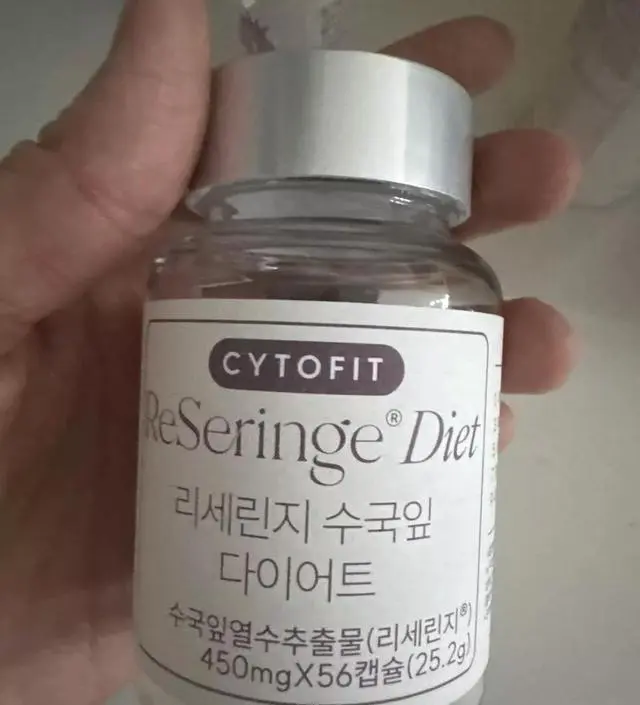 CYTOFIT
ReSeringe® Diet
리세린지 수국잎
다이어트
수국잎열수추출물(리세린지®)
450mgX56캡슐(25.2g)